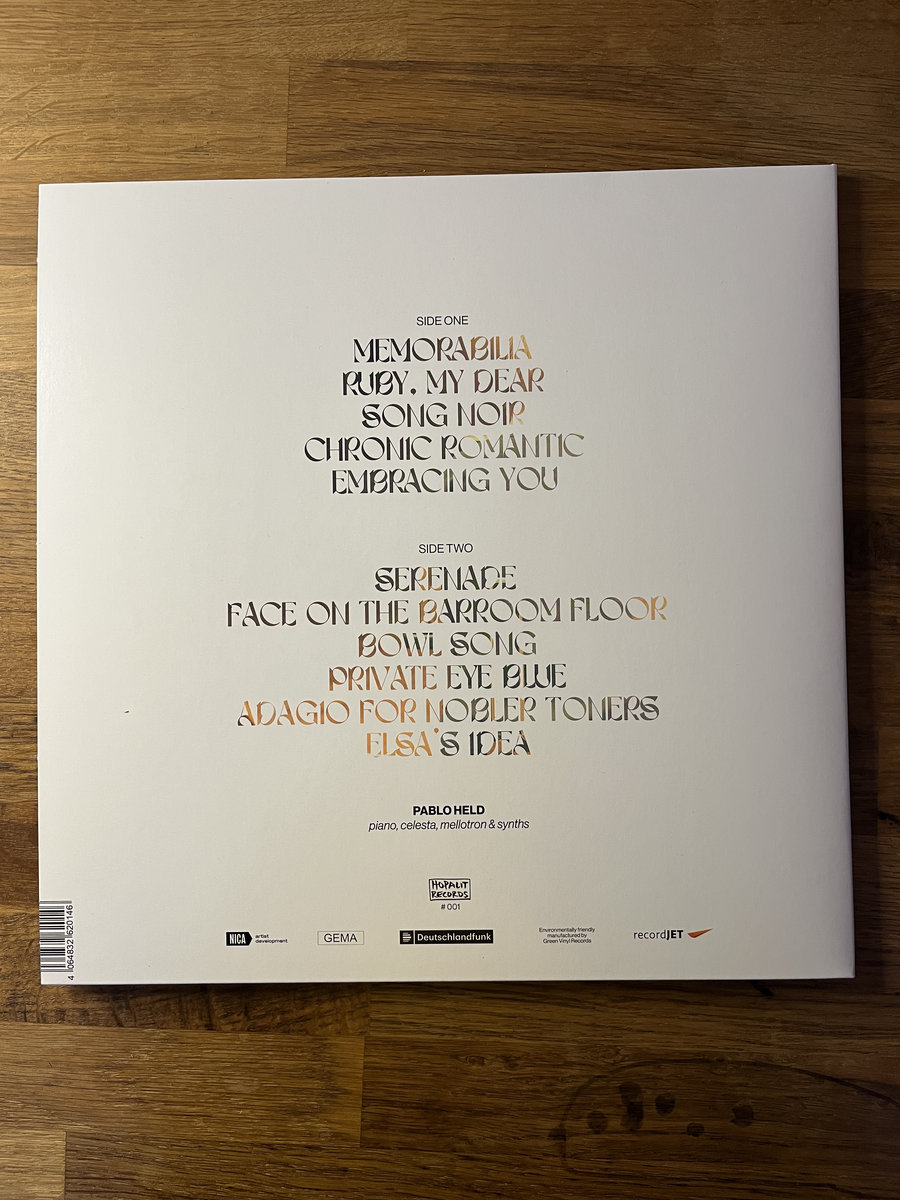 SIDE ONE
MEMORABILIA
RUBY, MY DEAR
SONG NOIR
CHRONIC ROMANTIC
EMBRACING YOU
SIDE TWO
SERENADE
FACE ON THE BARROOM FLOOR
BOWL SONG
PRIVATE EYE BLUE
ADAGIO FOR NOBLER TONERS
ELSA'S IDEA
PABLO HELD
piano, celesta, mellotron & synths
HOPALIT
RECORDS
# 001
4 064832 620146
NICA artist
development
GEMA
Deutschlandfunk
Environmentally friendly
manufactured by
Green Vinyl Records
recordJET